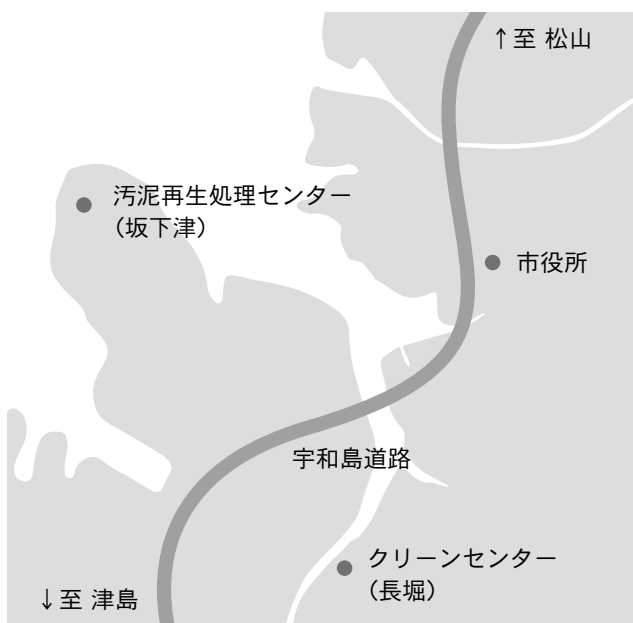 ↑至 松山
汚泥再生処理センター
（坂下津）
市役所
宇和島道路
クリーンセンター
（長堀）
↓至 津島